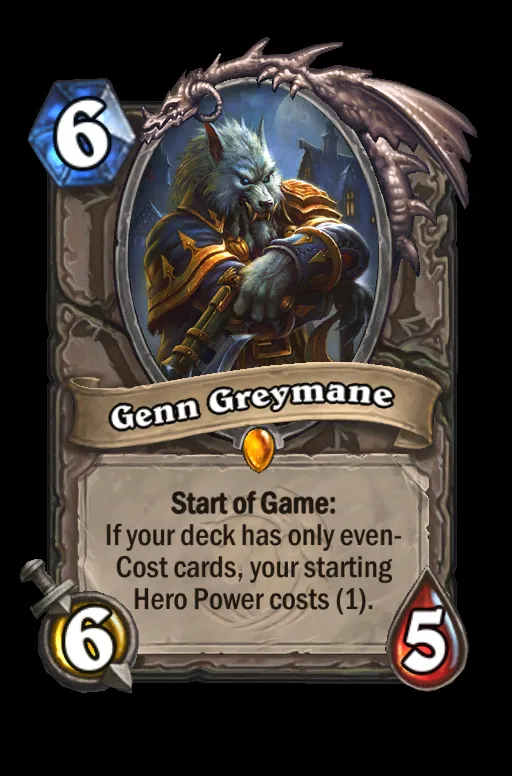 6
Genn Greymane
Start of Game:
If your deck has only even-
Cost cards, your starting
Hero Power costs (1).
6
5